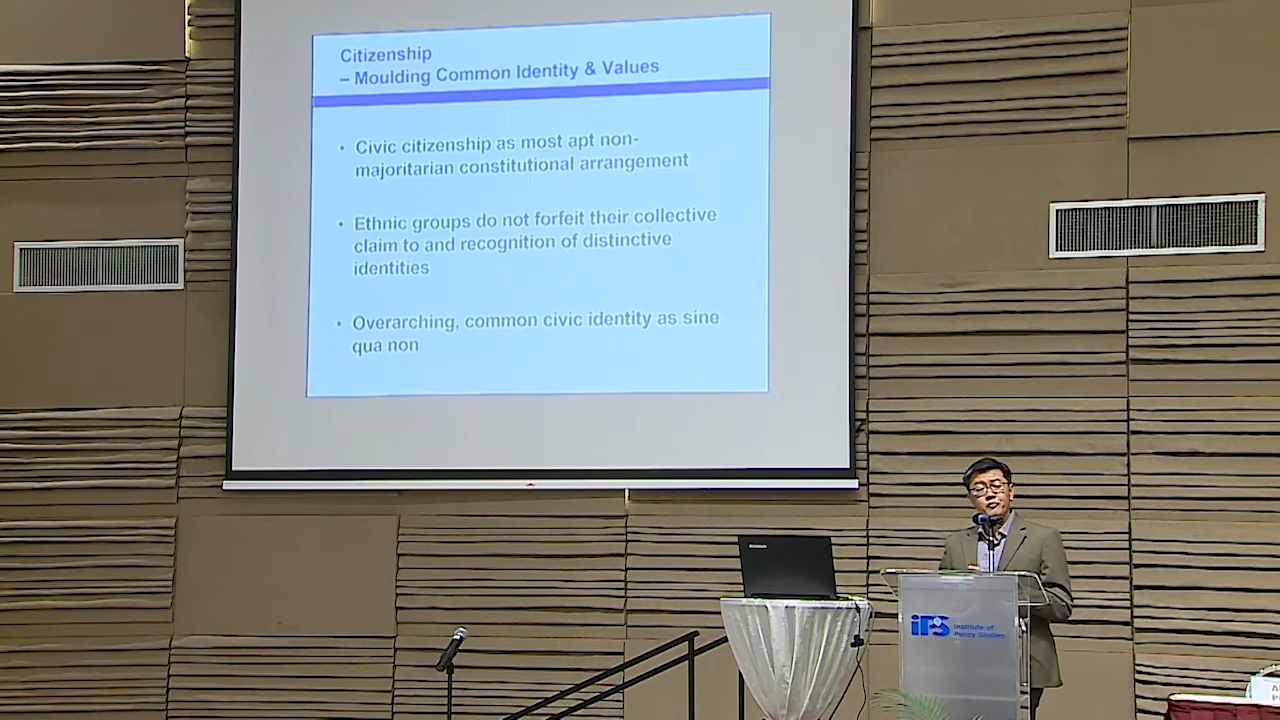 Citizenship
– Moulding Common Identity & Values
• Civic citizenship as most apt non-
majoritarian constitutional arrangement
• Ethnic groups do not forfeit their collective
claim to and recognition of distinctive
identities
• Overarching, common civic identity as sine
qua non
iPS
Institute of
Policy Studies